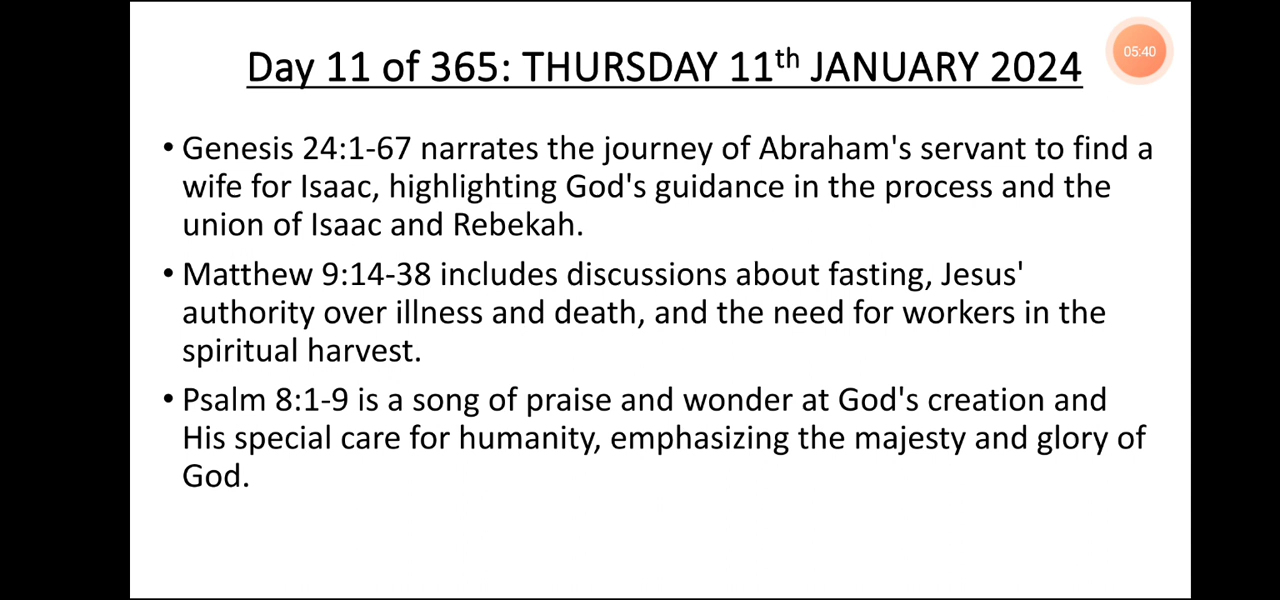 Day 11 of 365: THURSDAY 11th JANUARY 2024
05:40
• Genesis 24:1-67 narrates the journey of Abraham's servant to find a
wife for Isaac, highlighting God's guidance in the process and the
union of Isaac and Rebekah.
• Matthew 9:14-38 includes discussions about fasting, Jesus'
authority over illness and death, and the need for workers in the
spiritual harvest.
• Psalm 8:1-9 is a song of praise and wonder at God's creation and
His special care for humanity, emphasizing the majesty and glory of
God.